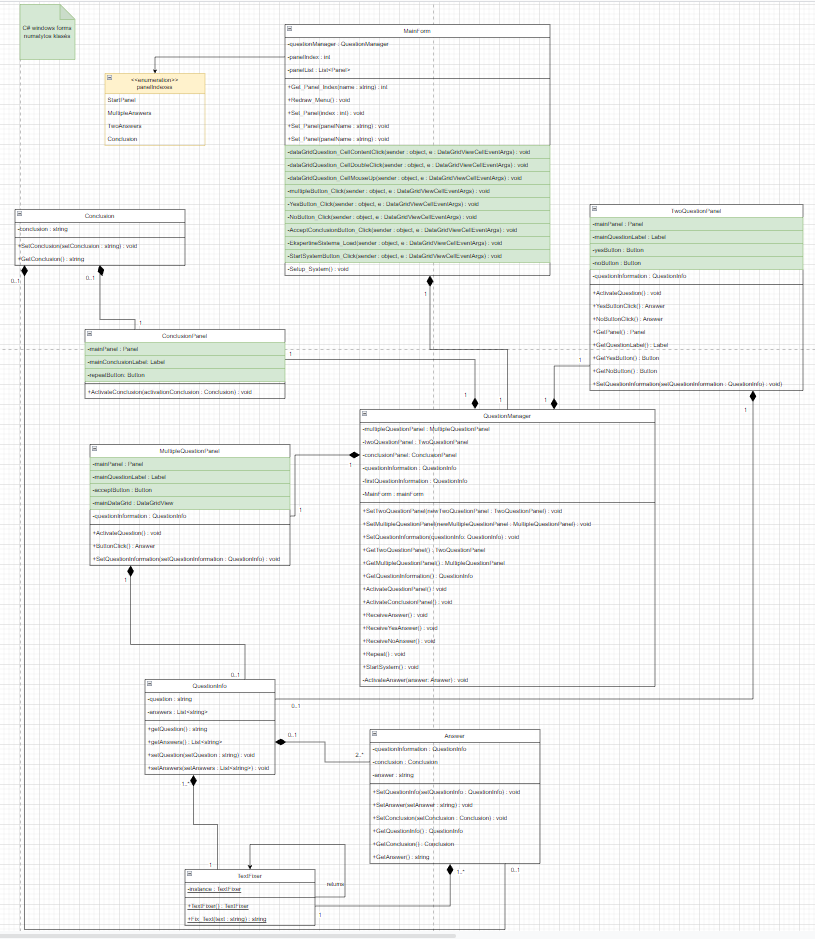 C# windows forma
numatytos klasės
MainForm
-questionManager : QuestionManager
-panelIndex : int
-panelList : List<Panel>
+Get_Panel_Index(name : string) : int
+Redraw_Menu() : void
+Set_Panel(index : int) : void
+Set_Panel(panelName : string) : void
+Set_Panel(panelName : string) : void
-dataGridQuestion_CellContentClick(sender : object, e : DataGridViewCellEventArgs) : void
-dataGridQuestion_CellDoubleClick(sender : object, e : DataGridViewCellEventArgs) : void
-dataGridQuestion_CellMouseUp(sender : object, e : DataGridViewCellEventArgs) : void
-multipleButton_Click(sender : object, e : DataGridViewCellEventArgs) : void
-YesButton_Click(sender : object, e : DataGridViewCellEventArgs) : void
-NoButton_Click(sender : object, e : DataGridViewCellEventArgs) : void
-AcceptConclusionButton_Click(sender : object, e : DataGridViewCellEventArgs) : void
-EkspertineSistema_Load(sender : object, e : DataGridViewCellEventArgs) : void
-StartSystemButton_Click(sender : object, e : DataGridViewCellEventArgs) : void
-Setup_System() : void
<<enumeration>>
panelIndexes
StartPanel
MultipleAnswers
TwoAnswers
Conclusion
Conclusion
-conclusion : string
+SetConclusion(setConclusion : string) : void
+GetConclusion() : string
0..1
0..1
1
TwoQuestionPanel
-mainPanel : Panel
-mainQuestionLabel : Label
-yesButton : Button
-noButton : Button
-questionInformation : QuestionInfo
+ActivateQuestion() : void
+YesButtonClick() : Answer
+NoButtonClick() : Answer
+GetPanel() : Panel
+GetQuestionLabel() : Label
+GetYesButton() : Button
+GetNoButton() : Button
+SetQuestionInformation(setQuestionInformation : QuestionInfo) : void)
1
1
1
1
ConclusionPanel
-mainPanel : Panel
-mainConclusionLabel: Label
-repeatButton: Button
+ActivateConclusion(activationConclusion : Conclusion) : void
1
1
1
QuestionManager
-multipleQuestionPanel : MultipleQuestionPanel
-twoQuestionPanel : TwoQuestionPanel
-conclusionPanel: ConclusionPanel
-questionInformation : QuestionInfo
-firstQuestionInformation : QuestionInfo
-MainForm : mainForm
+SetTwoQuestionPanel(newTwoQuestionPanel : TwoQuestionPanel) : void
+SetMultipleQuestionPanel(newMultipleQuestionPanel : MultipleQuestionPanel) : void
+SetQuestionInformation(questionInfo: QuestionInfo) : void
+GetTwoQuestionPanel() : TwoQuestionPanel
+GetMultipleQuestionPanel() : MultipleQuestionPanel
+GetQuestionInformation() : QuestionInfo
+ActivateQuestionPanel() : void
+ActivateConclusionPanel() : void
+ReceiveAnswer() : void
+ReceiveYesAnswer() : void
+ReceiveNoAnswer() : void
+Repeat() : void
+StartSystem() : void
-ActivateAnswer(answer: Answer) : void
MultipleQuestionPanel
-mainPanel : Panel
-mainQuestionLabel : Label
-acceptButton : Button
-mainDataGrid : DataGridView
-questionInformation : QuestionInfo
+ActivateQuestion() : void
+ButtonClick() : Answer
+SetQuestionInformation(setQuestionInformation : QuestionInfo) : void
1
1
1
0..1
QuestionInfo
-question : string
-answers : List<string>
+getQuestion() : string
+getAnswers() : List<string>
+setQuestion(setQuestion : string) : void
+setAnswers(setAnswers : List<string>) : void
0..1
0..1
2..*
1..*
1
Answer
-questionInformation : QuestionInfo
-conclusion : Conclusion
-answer : string
+SetQuestionInfo(setQuestionInfo : QuestionInfo) : void
+SetAnswer(setAnswer : string) : void
+SetConclusion(setConclusion : Conclusion) : void
+GetQuestionInfo() : QuestionInfo
+GetConclusion() : Conclusion
+GetAnswer() : string
1..*
0..1
TextFixer
-instance : TextFixer
+TextFixer() : TextFixer
+Fix_Text(text : string) : string
returns
1